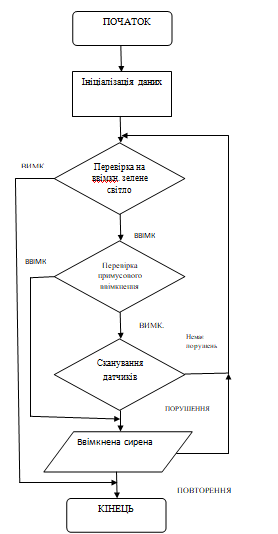 ПОЧАТОК
Ініціалізація даних
ВИМК
Перевірка на
ввімкн. зелене
світло
ВВІМК
ВВІМК
Перевірка
примусового
ввімкнення
ВИМК.
Немає
порушень
Сканування
датчиків
ПОРУШЕННЯ
Ввімкнена сирена
ПОВТОРЕННЯ
КІНЕЦЬ